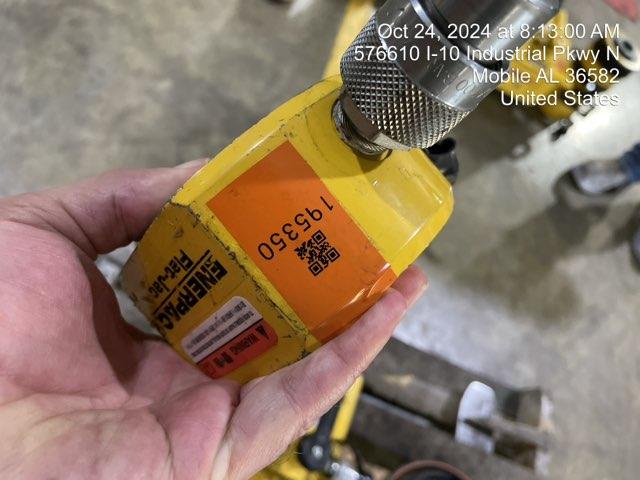 Oct 24, 2024 at 8:13:00 AM
576610 I-10 Industrial Pkwy N
Mobile AL 36582
United States
195350
ENERPAC
Flat-Jac
WARNING